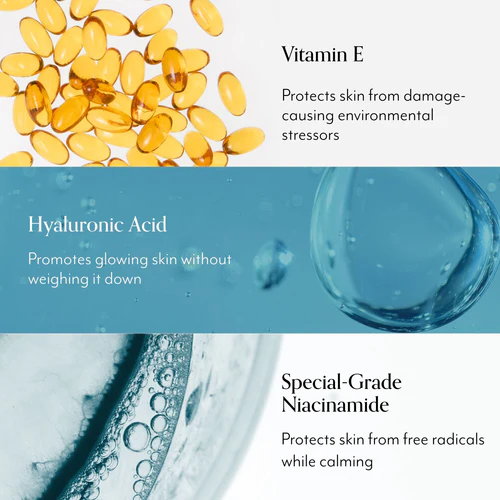 Vitamin E
Protects skin from damage-
causing environmental
stressors
Hyaluronic Acid
Promotes glowing skin without
weighing it down
Special-Grade
Niacinamide
Protects skin from free radicals
while calming